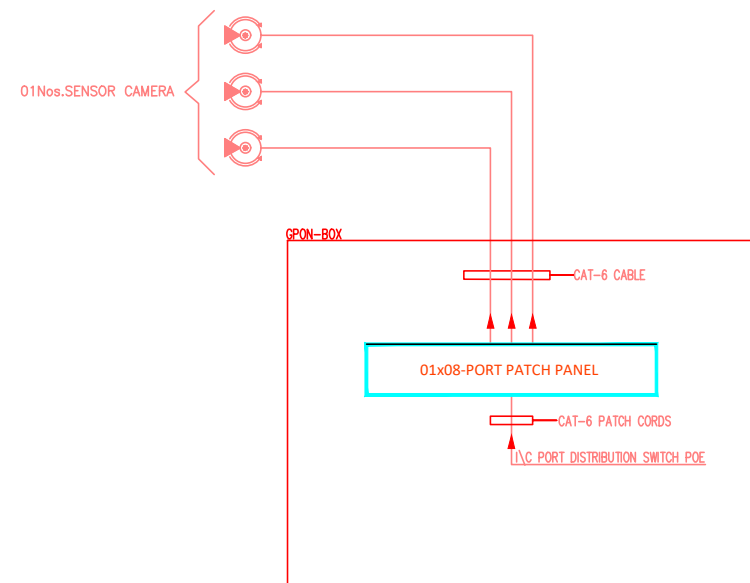 01Nos.SENSOR CAMERA
GPON-BOX
CAT-6 CABLE
01x08-PORT PATCH PANEL
CAT-6 PATCH CORDS
I\C PORT DISTRIBUTION SWITCH POE